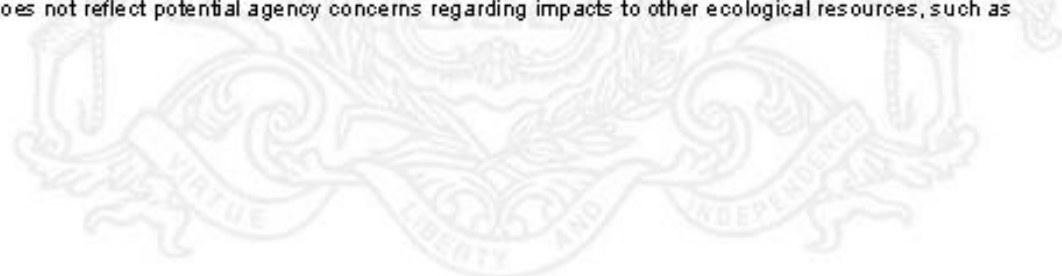 oes not reflect potential agency concerns regarding impacts to other ecological resources, such as
VIRTUE
LIBERTY AND
INDEPENDENCE